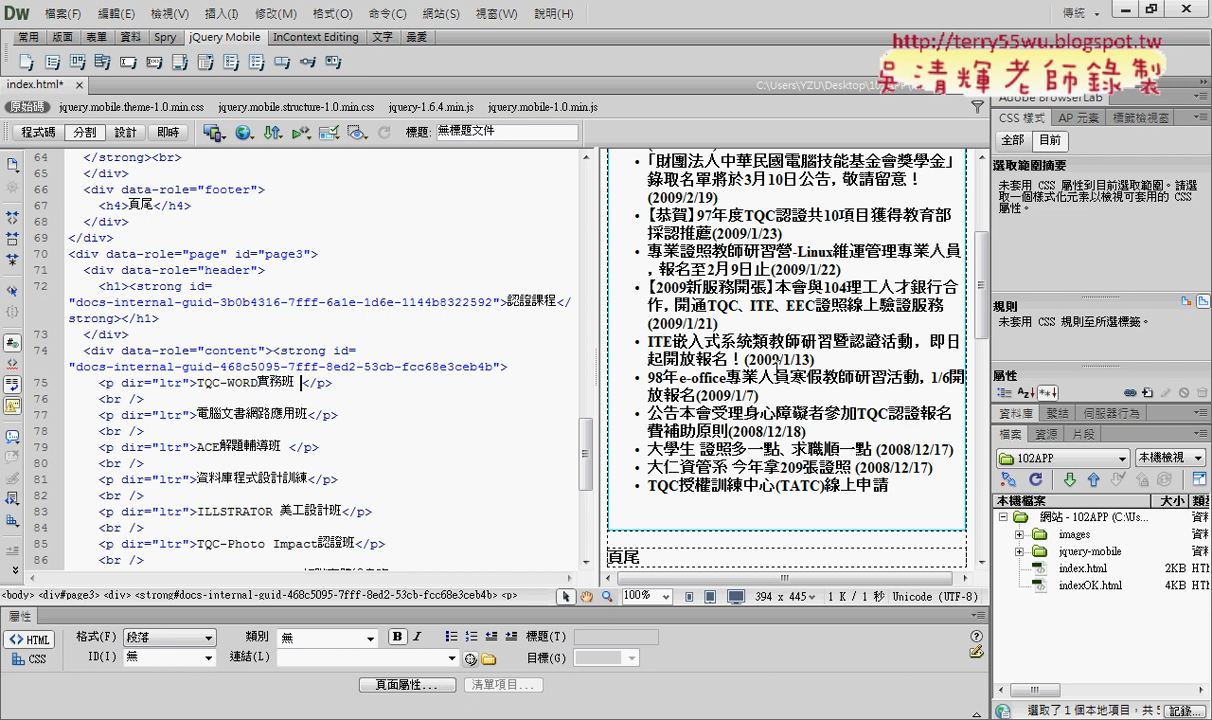 Dw 檔案(F) 編輯(E) 檢視(V) 插入(I) 修改(M) 格式(O) 命令(C) 網站(S) 視窗(W) 說明(H) 傳統
常用 版面 表單 資料 Spry jQuery Mobile InContext Editing 文字 我的最愛
http://terry55wu.blogspot.tw
吳清輝老師錄製
index.html* C:\Users\YZU\Desktop\10
Adobe BrowserLab
原始碼 jquery.mobile.theme-1.0.min.css jquery.mobile.structure-1.0.min.css jquery-1.6.4.min.js jquery.mobile-1.0.min.js
程式碼 分割 設計 即時 標題: 無標題文件
CSS 樣式 AP 元素 標籤檢視窗
全部 目前
選取範圍摘要
未套用 CSS 屬性到目前選取範圍。請選取一個樣式化元素以檢視可套用的 CSS 屬性。
規則
未套用 CSS 規則至所選標籤。
屬性
64 </strong><br>
65 </div>
66 <div data-role="footer">
67 <h4>頁尾</h4>
68 </div>
69 </div>
70 <div data-role="page" id="page3">
71 <div data-role="header">
72 <h1><strong id=
"docs-internal-guid-3b0b4316-7fff-6a1e-1d6e-1144b8322592">認證課程</
strong></h1>
73 </div>
74 <div data-role="content"><strong id=
"docs-internal-guid-468c5095-7fff-8ed2-53cb-fcc68e3ceb4b">
75 <p dir="ltr">TQC-WORD實務班 </p>
76 <br />
77 <p dir="ltr">電腦文書網路應用班</p>
78 <br />
79 <p dir="ltr">ACE解題輔導班 </p>
80 <br />
81 <p dir="ltr">資料庫程式設計訓練</p>
82 <br />
83 <p dir="ltr">ILLSTRATOR 美工設計班</p>
84 <br />
85 <p dir="ltr">TQC-Photo Impact認證班</p>
86 <br />
•「財團法人中華民國電腦技能基金會獎學金」
錄取名單將於3月10日公告，敬請留意！
(2009/2/19)
•【恭賀】97年度TQC認證共10項目獲得教育部
採認推薦(2009/1/23)
•專業證照教師研習營-Linux維運管理專業人員
，報名至2月9日止(2009/1/22)
•【2009新服務開張】本會與104理工人才銀行合
作，開通TQC、ITE、EEC證照線上驗證服務
(2009/1/21)
•ITE嵌入式系統類教師研習暨認證活動，即日
起開放報名！(2009/1/13)
•98年e-office專業人員寒假教師研習活動，1/6開
放報名(2009/1/7)
•公告本會受理身心障礙者參加TQC認證報名
費補助原則(2008/12/18)
•大學生 證照多一點、求職順一點 (2008/12/17)
•大仁資管系 今年拿209張證照 (2008/12/17)
•TQC授權訓練中心(TATC)線上申請
頁尾
資料庫 繫結 伺服器行為
檔案 資源 片段
102APP 本機檢視
本機檔案 大小 類型
網站 - 102APP (C:\Us... 資料
images 資料
jquery-mobile 資料
index.html 2KB HTM
indexOK.html 4KB HTM
<body> <div#page3> <div> <strong#docs-internal-guid-468c5095-7fff-8ed2-53cb-fcc68e3ceb4b> <p> 100% 394 x 445 1 K / 1 秒 Unicode (UTF-8)
屬性
<> HTML 格式(F) 段落 類別 無 B I 標題(T)
CSS ID(I) 無 連結(L) 目標(G)
頁面屬性... 清單項目...
選取了 1 個本地項目，共 5 記錄...